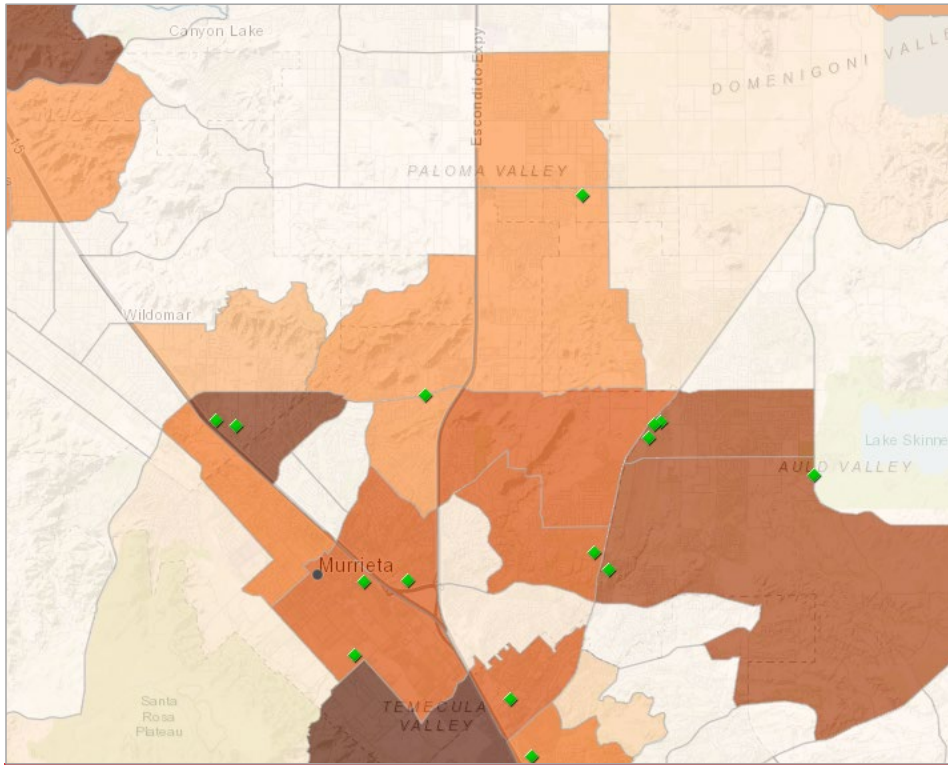 Canyon Lake
Escondido Expy
DOMENIGONI VALLE
15
PALOMA VALLEY
s
Wildomar
Lake Skinne
AULD VALLEY
Murrieta
Santa
Rosa
Plateau
TEMECULA
VALLEY